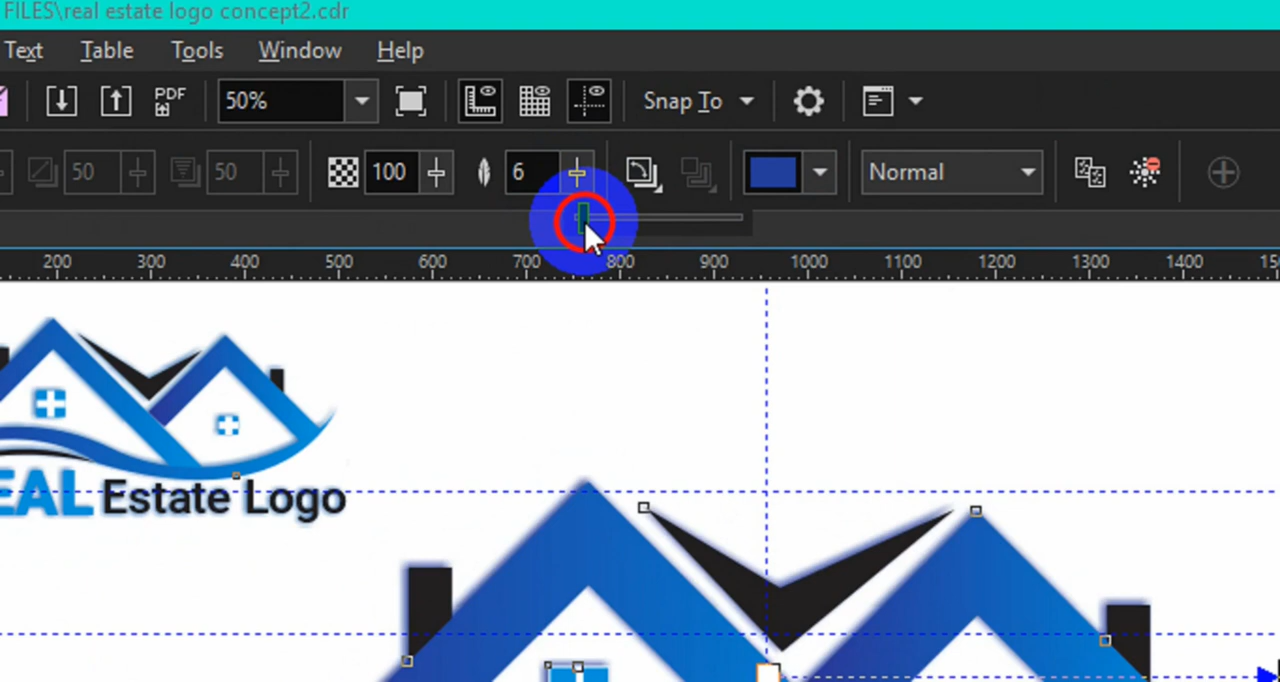 FILES\real estate logo concept2.cdr
Text Table Tools Window Help
PDF 50% Snap To
50 50 100 6 Normal
200 300 400 500 600 700 800 900 1000 1100 1200 1300 1400
EAL Estate Logo